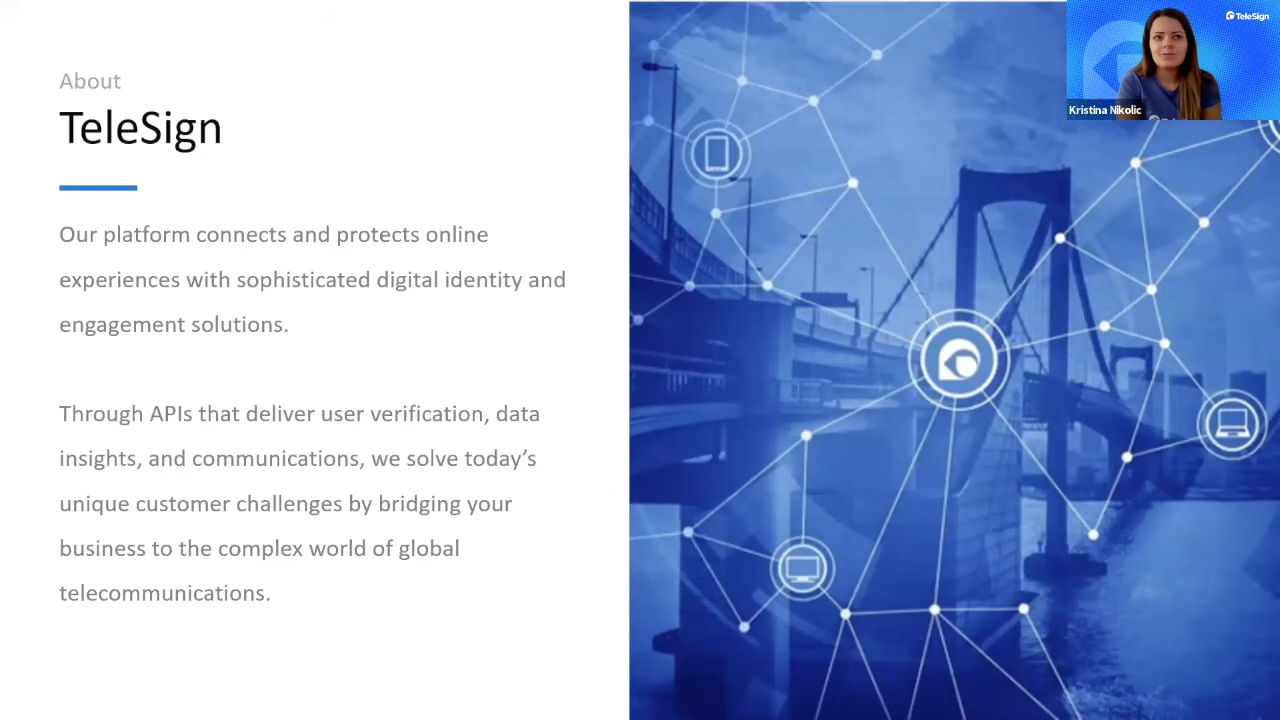 About
TeleSign
Our platform connects and protects online
experiences with sophisticated digital identity and
engagement solutions.
Through APIs that deliver user verification, data
insights, and communications, we solve today’s
unique customer challenges by bridging your
business to the complex world of global
telecommunications.
TeleSign
Kristina Nikolic